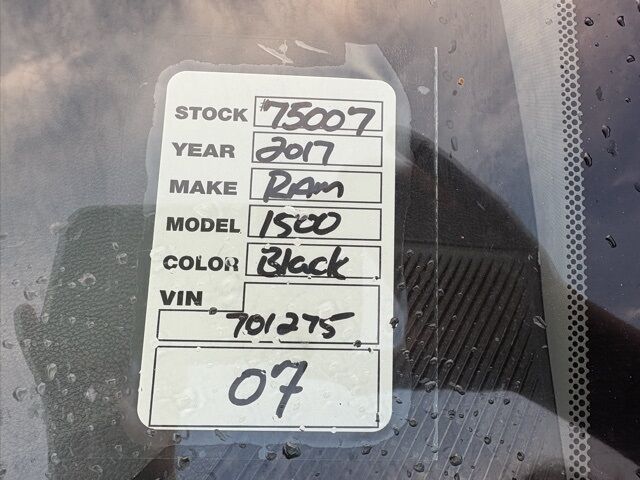 STOCK #75007
YEAR 2017
MAKE RAM
MODEL 1500
COLOR Black
VIN
701275
07